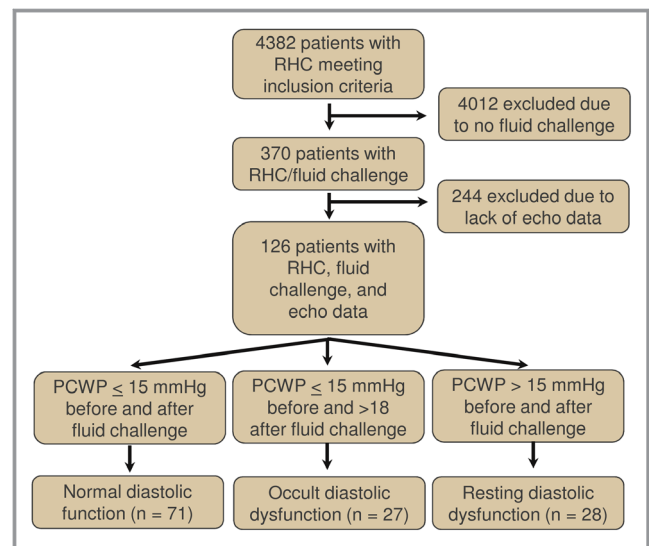 4382 patients with
RHC meeting
inclusion criteria
4012 excluded due
to no fluid challenge
370 patients with
RHC/fluid challenge
244 excluded due to
lack of echo data
126 patients with
RHC, fluid
challenge, and
echo data
PCWP ≤ 15 mmHg
before and after
fluid challenge
PCWP ≤ 15 mmHg
before and >18
after fluid challenge
PCWP > 15 mmHg
before and after
fluid challenge
Normal diastolic
function (n = 71)
Occult diastolic
dysfunction (n = 27)
Resting diastolic
dysfunction (n = 28)